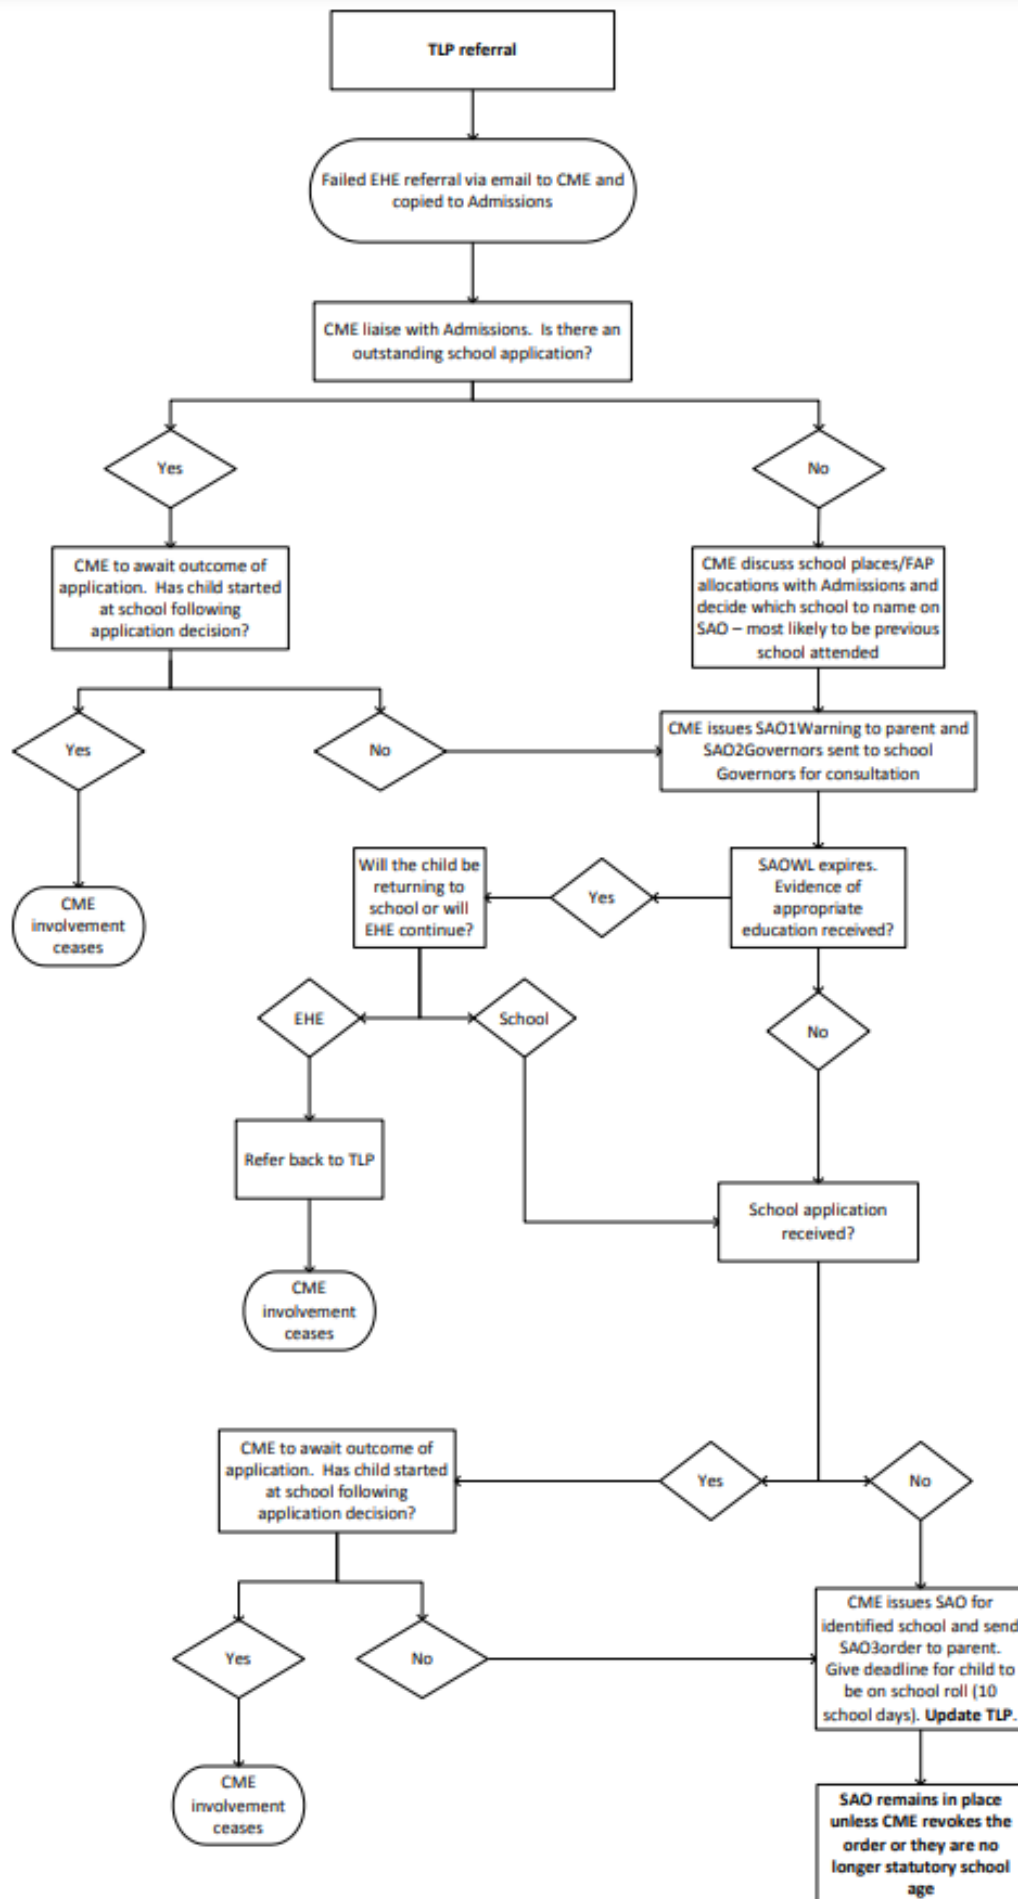 TLP referral
Failed EHE referral via email to CME and
copied to Admissions
CME liaise with Admissions. Is there an
outstanding school application?
Yes
No
CME to await outcome of
application. Has child started
at school following
application decision?
CME discuss school places/FAP
allocations with Admissions and
decide which school to name on
SAO – most likely to be previous
school attended
Yes
No
CME issues SAO1Warning to parent and
SAO2Governors sent to school
Governors for consultation
CME
involvement
ceases
Will the child be
returning to
school or will
EHE continue?
Yes
SAOWL expires.
Evidence of
appropriate
education received?
EHE
School
No
Refer back to TLP
School application
received?
CME
involvement
ceases
CME to await outcome of
application. Has child started
at school following
application decision?
Yes
No
Yes
No
CME issues SAO for
identified school and send
SAO3order to parent.
Give deadline for child to
be on school roll (10
school days). Update TLP.
CME
involvement
ceases
SAO remains in place
unless CME revokes the
order or they are no
longer statutory school
age